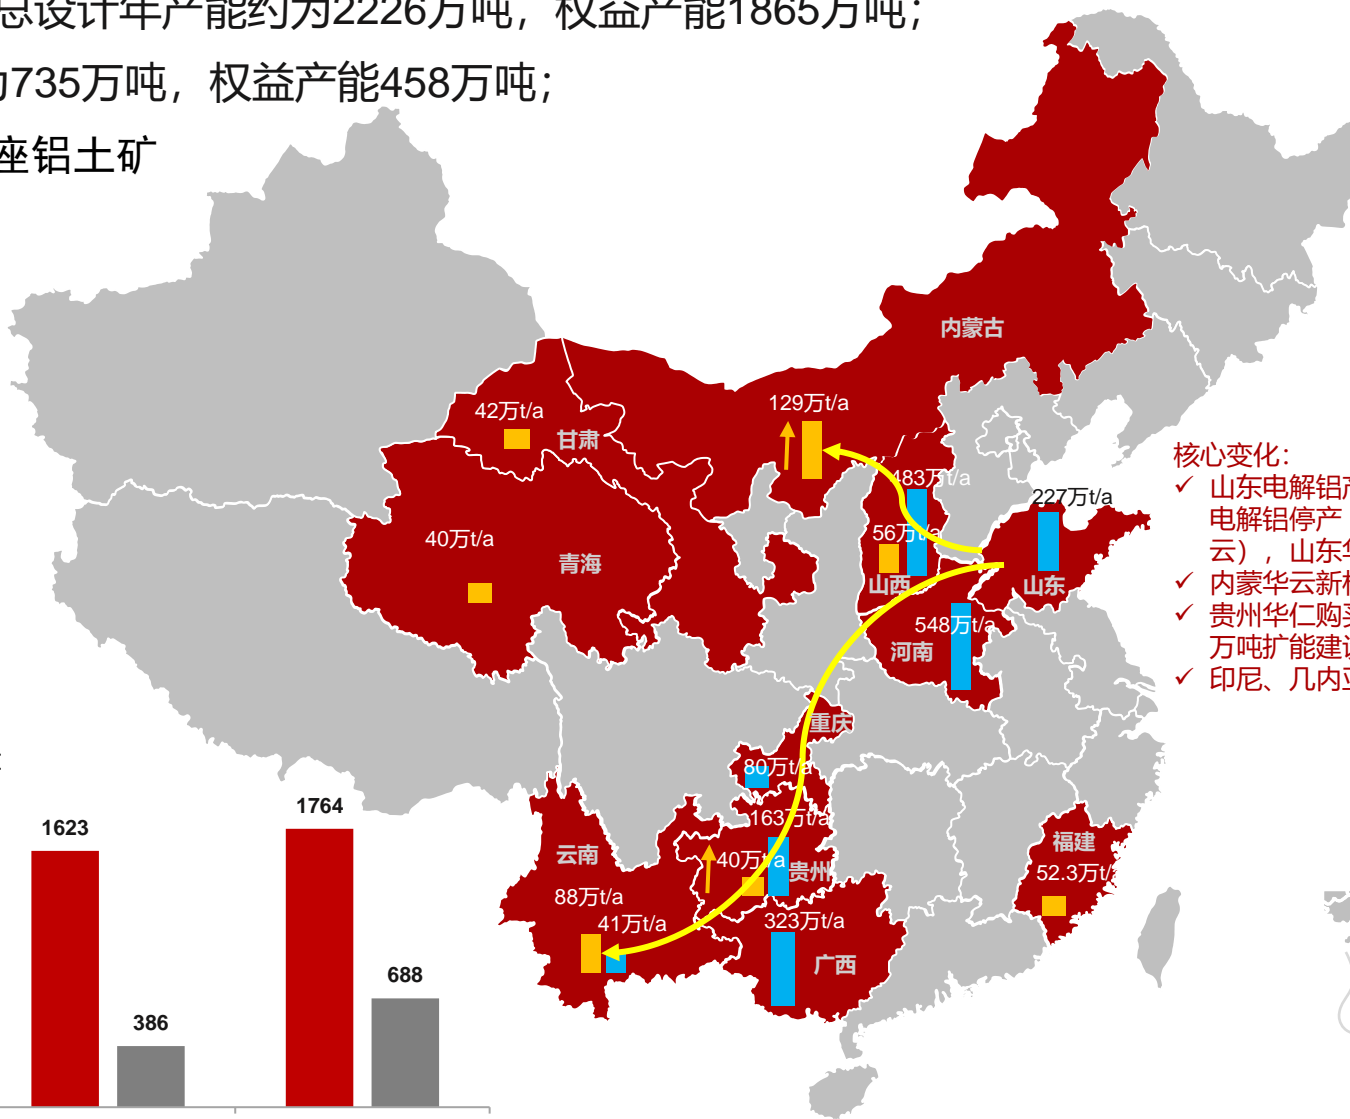 总设计年产能约为2226万吨，权益产能1865万吨；
735万吨，权益产能458万吨；
座铝土矿
内蒙古
129万t/a
42万t/a
甘肃
483万t/a
227万t/a
56万t/a
40万t/a
青海
山西
山东
548万t/a
河南
核心变化：
✓ 山东电解铝
电解铝停产
云），山东
✓ 内蒙华云新
✓ 贵州华仁购
万吨扩能建
✓ 印尼、几内
重庆
80万t/a
163万t/a
40万t/a
贵州
云南
88万t/a
41万t/a
323万t/a
广西
福建
52.3万t/
1623
386
1764
688